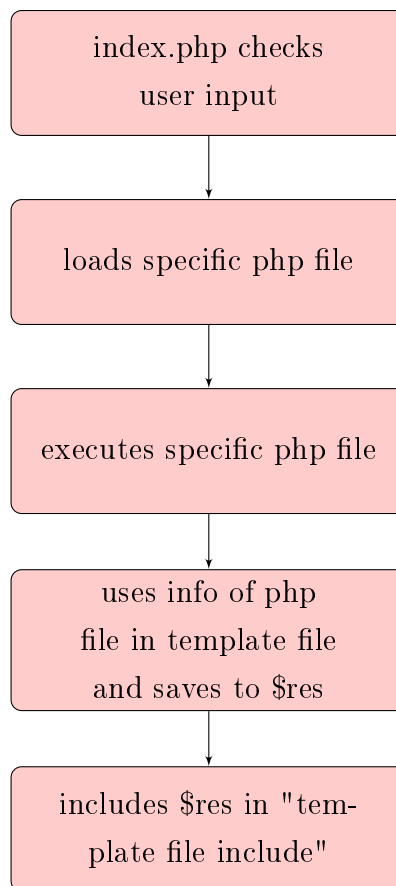 index.php checks
user input
loads specific php file
executes specific php file
uses info of php
file in template file
and saves to $res
includes $res in "tem-
plate file include"